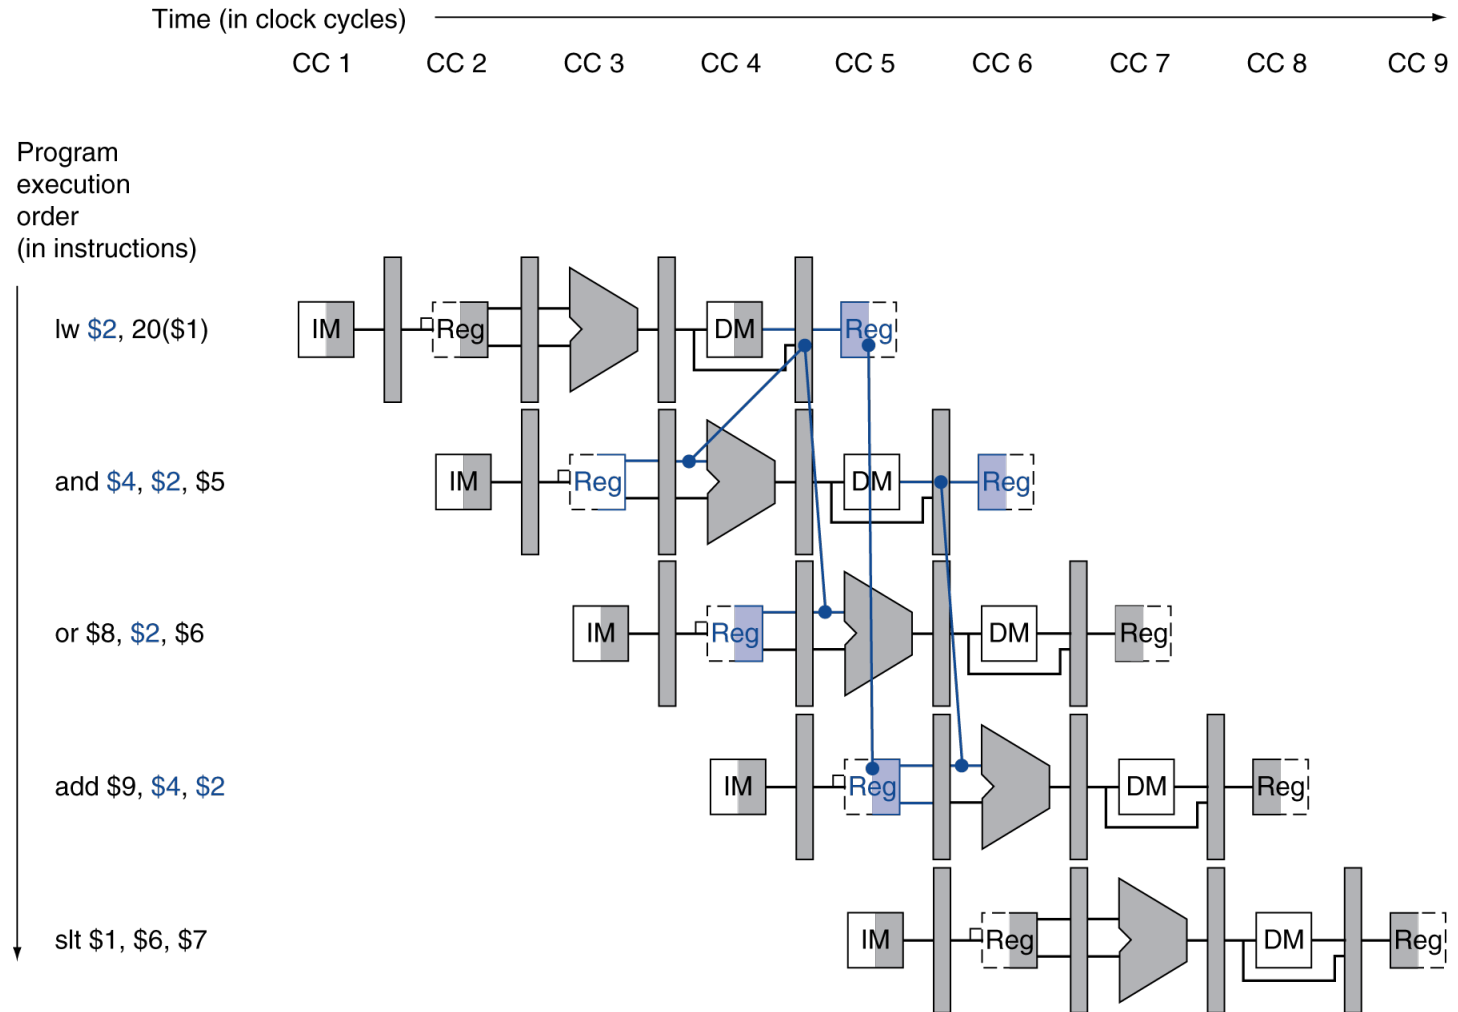 Time (in clock cycles)
CC 1 CC 2 CC 3 CC 4 CC 5 CC 6 CC 7 CC 8 CC 9
Program
execution
order
(in instructions)
lw $2, 20($1) IM Reg DM Reg
and $4, $2, $5 IM Reg DM Reg
or $8, $2, $6 IM Reg DM Reg
add $9, $4, $2 IM Reg DM Reg
slt $1, $6, $7 IM Reg DM Reg